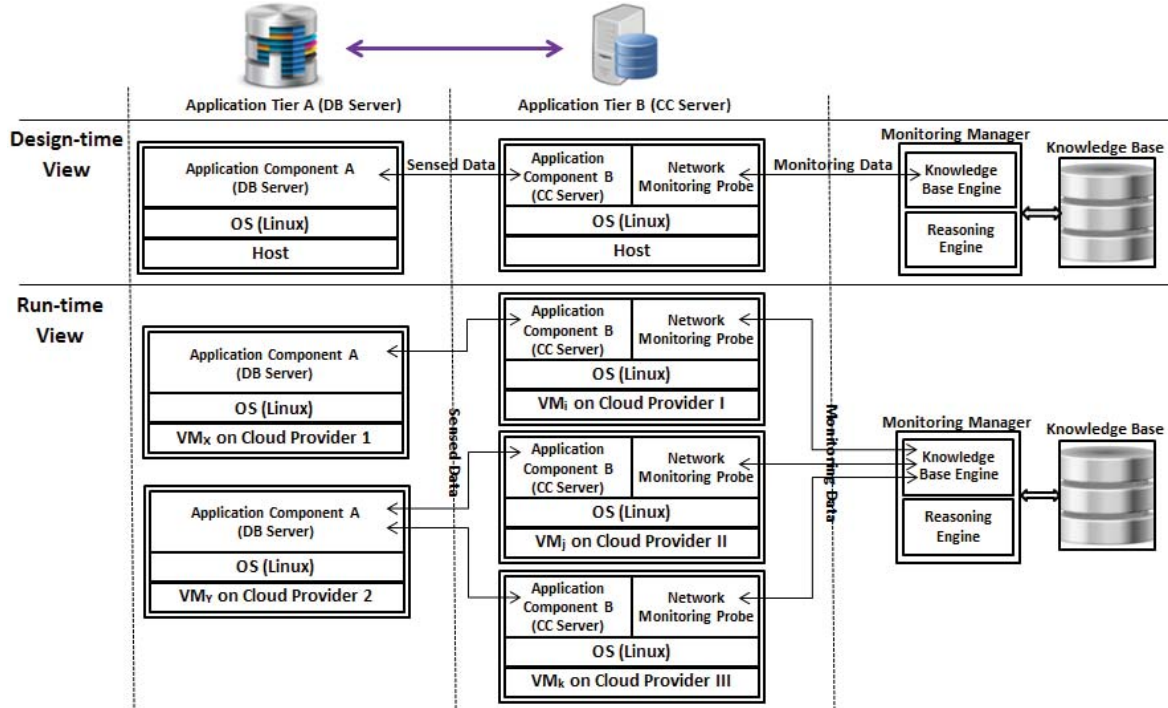 Application Tier A (DB Server)
Application Tier B (CC Server)
Design-time
View
Application Component A
(DB Server)
OS (Linux)
Host
Sensed Data
Application
Component B
(CC Server)
Network
Monitoring Probe
OS (Linux)
Host
Monitoring Data
Monitoring Manager
Knowledge
Base Engine
Reasoning
Engine
Knowledge Base
Run-time
View
Application Component A
(DB Server)
OS (Linux)
VMX on Cloud Provider 1
Application Component A
(DB Server)
OS (Linux)
VMY on Cloud Provider 2
Sensed-Data
Application
Component B
(CC Server)
Network
Monitoring Probe
OS (Linux)
VMi on Cloud Provider I
Application
Component B
(CC Server)
Network
Monitoring Probe
OS (Linux)
VMj on Cloud Provider II
Application
Component B
(CC Server)
Network
Monitoring Probe
OS (Linux)
VMk on Cloud Provider III
Monitoring Data
Monitoring Manager
Knowledge
Base Engine
Reasoning
Engine
Knowledge Base